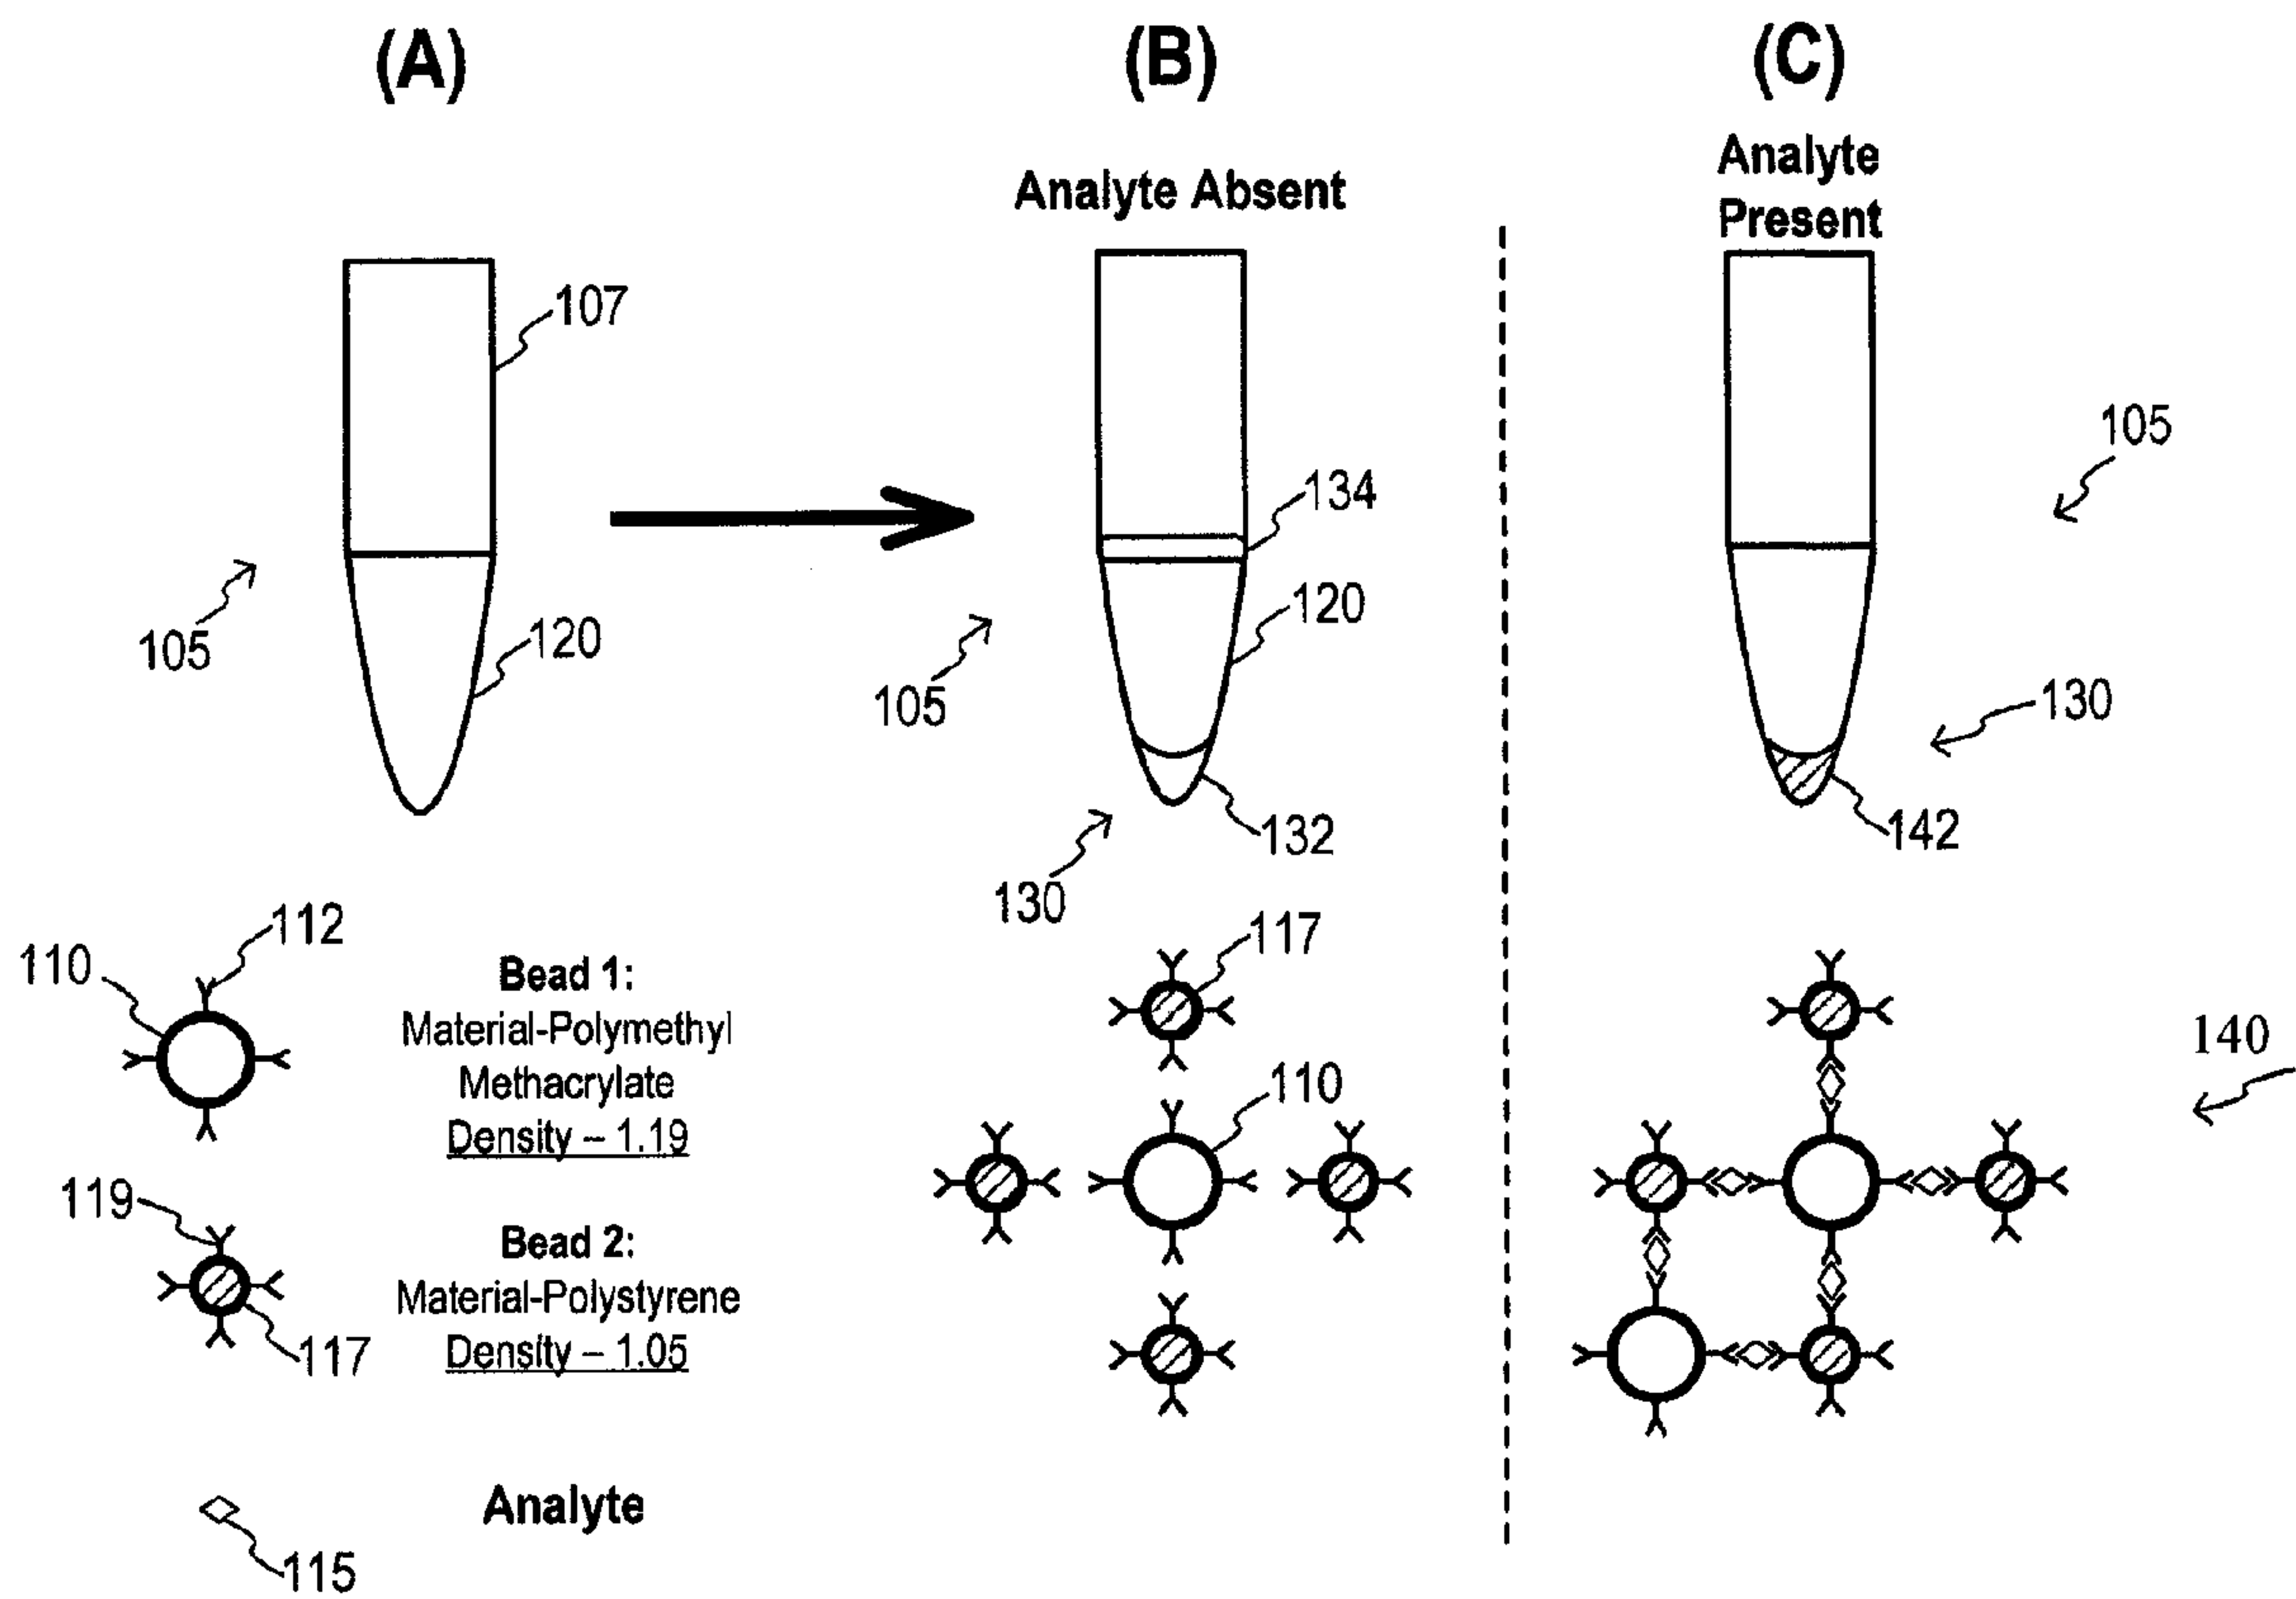 (A)
(B)
(C)
Analyte Absent
Analyte
Present
107
105
134
120
120
105
105
130
132
142
130
112
110
Bead 1:
Material-Polymethyl
Methacrylate
Density – 1.19
117
110
140
119
Bead 2:
Material-Polystyrene
Density – 1.05
117
Analyte
115